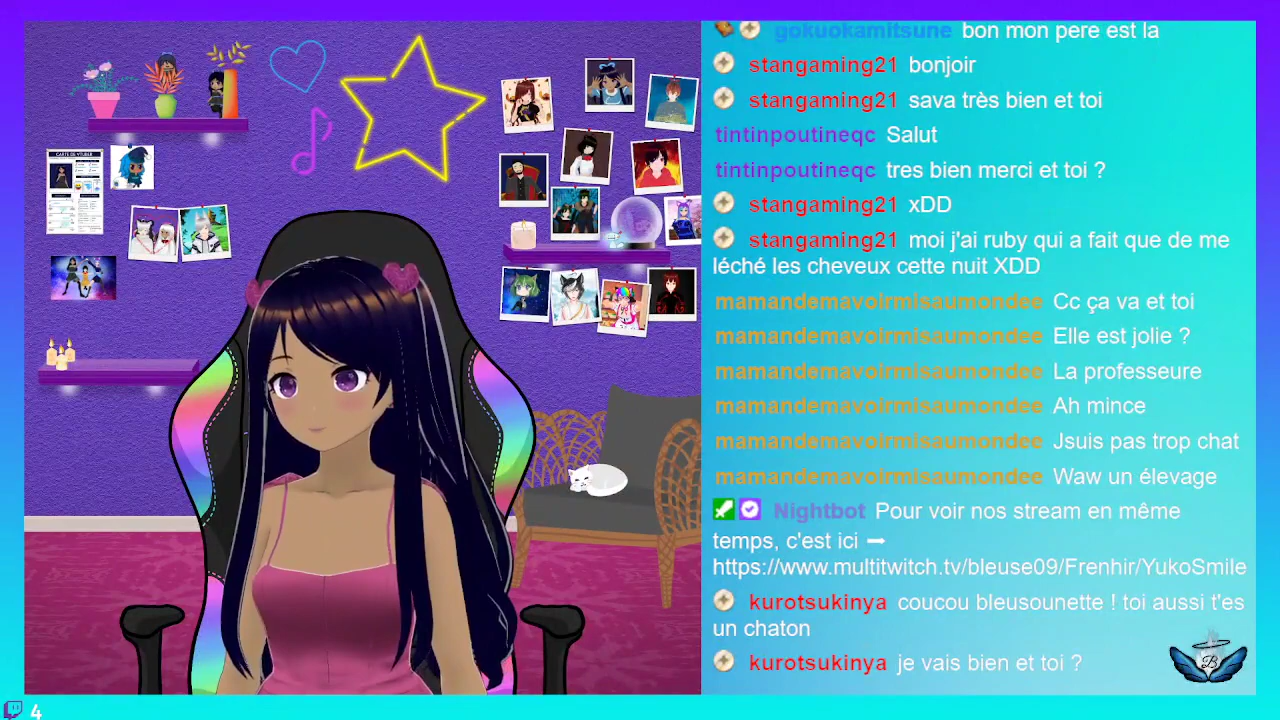 gokuokamitsune bon mon pere est la
stangaming21 bonjoir
stangaming21 sava très bien et toi
tintinpoutineqc Salut
tintinpoutineqc tres bien merci et toi ?
stangaming21 xDD
stangaming21 moi j'ai ruby qui a fait que de me
léché les cheveux cette nuit XDD
mamandemavoirmisaumondee Cc ça va et toi
mamandemavoirmisaumondee Elle est jolie ?
mamandemavoirmisaumondee La professeure
mamandemavoirmisaumondee Ah mince
mamandemavoirmisaumondee Jsuis pas trop chat
mamandemavoirmisaumondee Waw un élevage
Nightbot Pour voir nos stream en même
temps, c'est ici ➡
https://www.multitwitch.tv/bleuse09/Frenhir/YukoSmile
kurotsukinya coucou bleusounette ! toi aussi t'es
un chaton
kurotsukinya je vais bien et toi ?
CARTE DE VTUBER
B
4